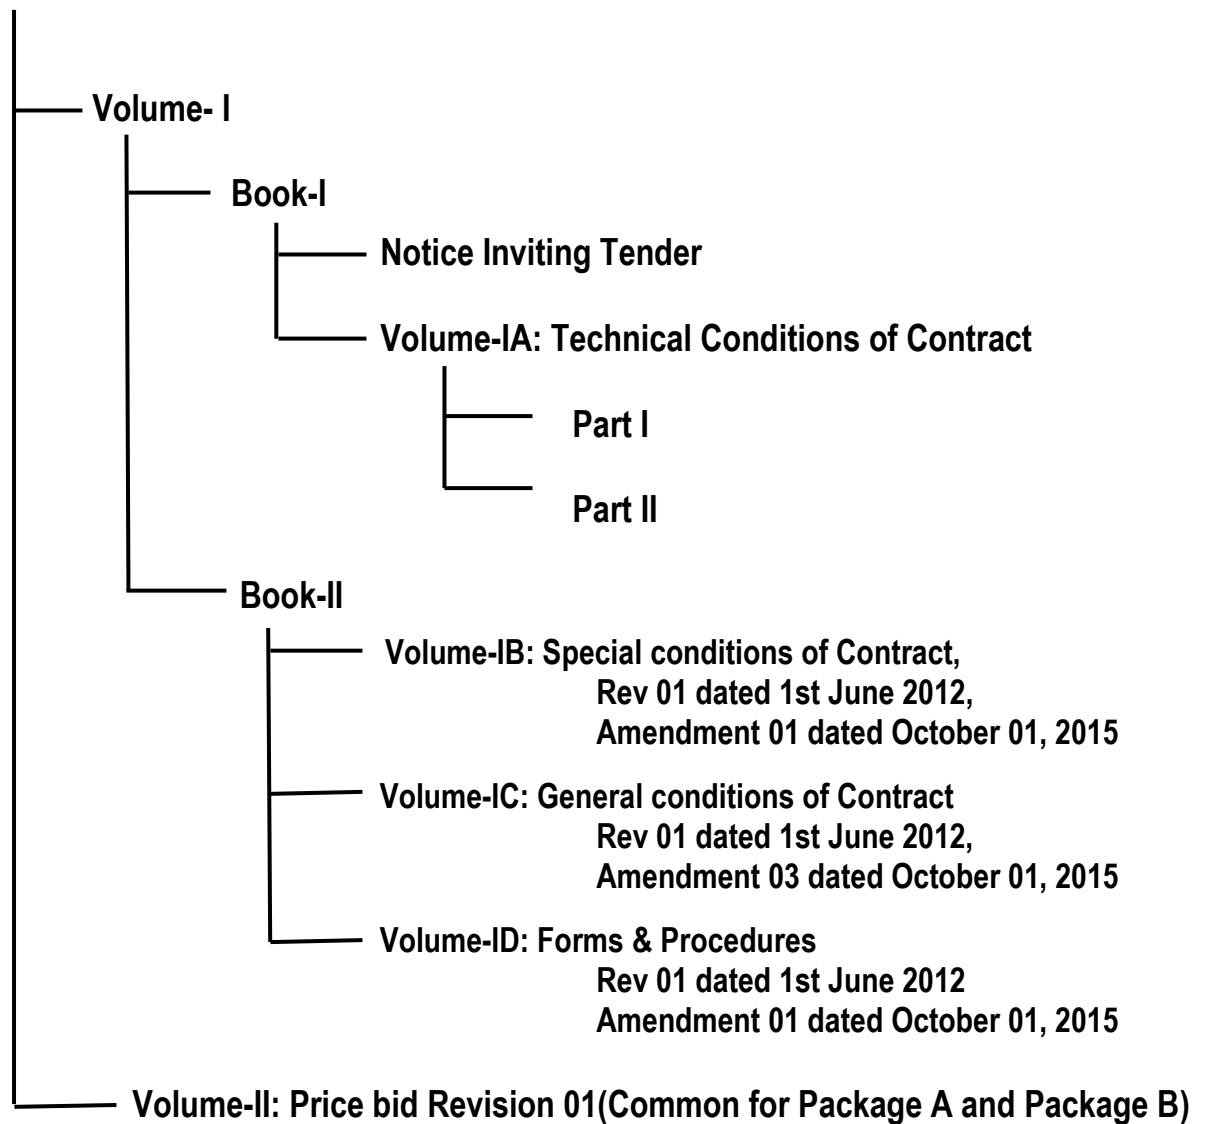 Volume- I
Book-I
Notice Inviting Tender
Volume-IA: Technical Conditions of Contract
Part I
Part II
Book-II
Volume-IB: Special conditions of Contract,
Rev 01 dated 1st June 2012,
Amendment 01 dated October 01, 2015
Volume-IC: General conditions of Contract
Rev 01 dated 1st June 2012,
Amendment 03 dated October 01, 2015
Volume-ID: Forms & Procedures
Rev 01 dated 1st June 2012
Amendment 01 dated October 01, 2015
Volume-II: Price bid Revision 01(Common for Package A and Package B)